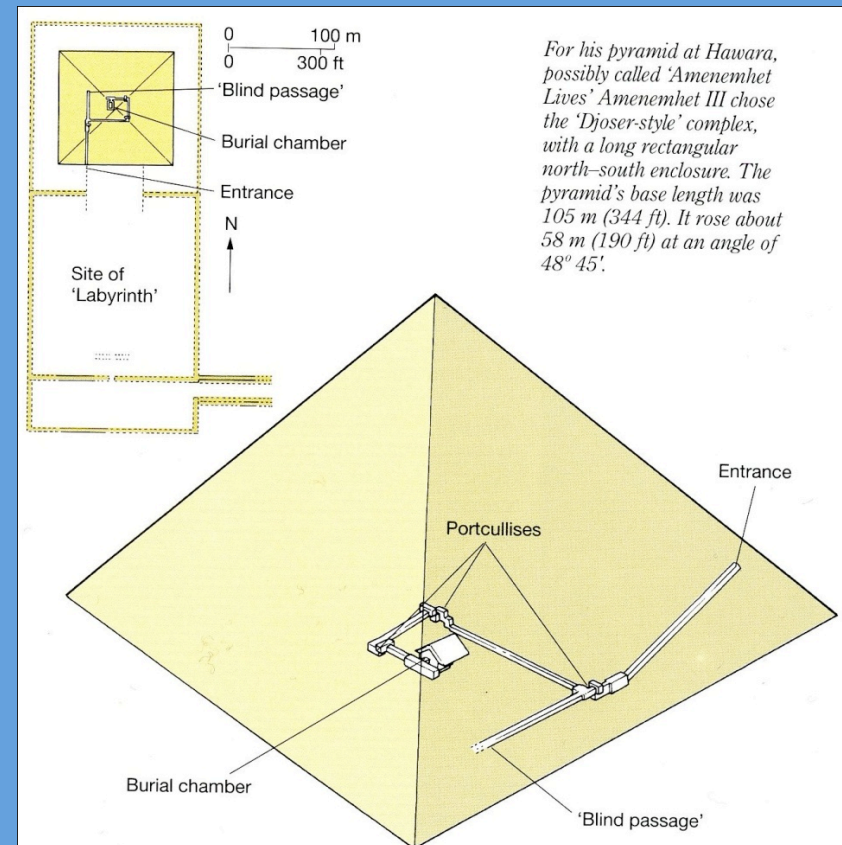 0 100 m
0 300 ft
‘Blind passage’
Burial chamber
Entrance
N
Site of
‘Labyrinth’
For his pyramid at Hawara,
possibly called ‘Amenemhet
Lives’ Amenemhet III chose
the ‘Djoser-style’ complex,
with a long rectangular
north–south enclosure. The
pyramid’s base length was
105 m (344 ft). It rose about
58 m (190 ft) at an angle of
48° 45'.
Entrance
Portcullises
Burial chamber
‘Blind passage’